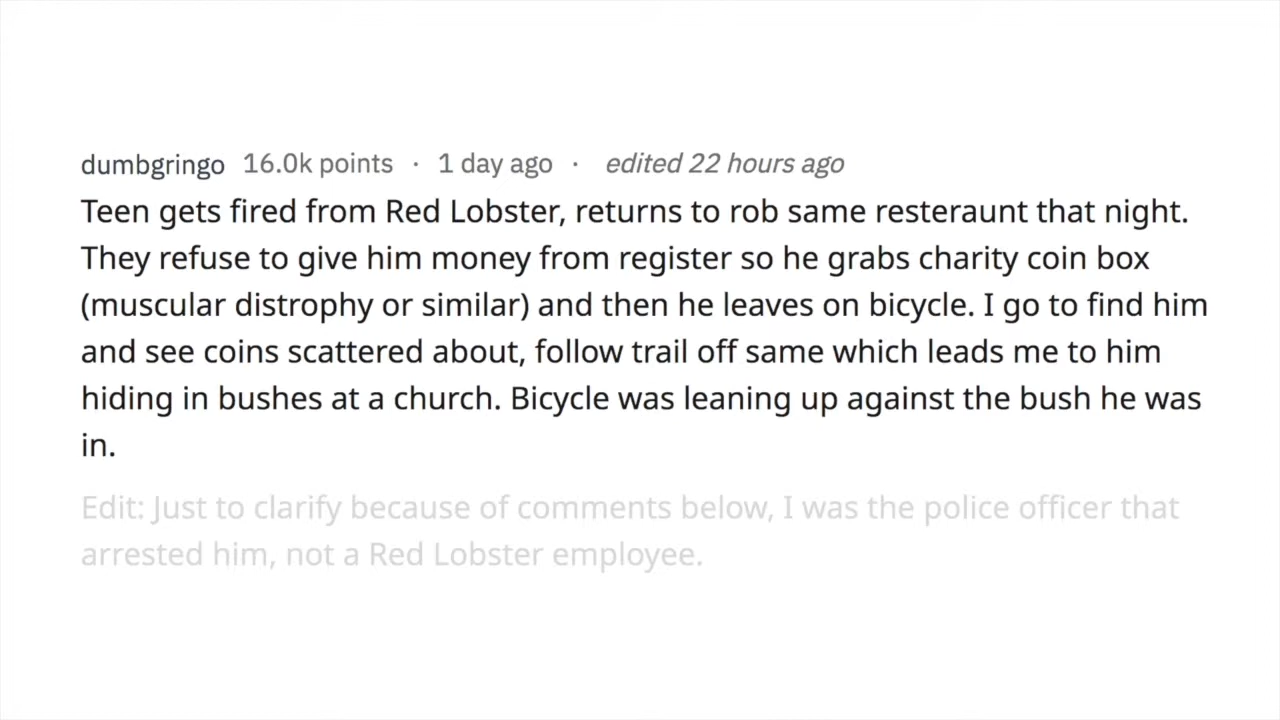 dumbgringo 16.0k points · 1 day ago · edited 22 hours ago
Teen gets fired from Red Lobster, returns to rob same resteraunt that night.
They refuse to give him money from register so he grabs charity coin box
(muscular distrophy or similar) and then he leaves on bicycle. I go to find him
and see coins scattered about, follow trail off same which leads me to him
hiding in bushes at a church. Bicycle was leaning up against the bush he was
in.
Edit: Just to clarify because of comments below, I was the police officer that
arrested him, not a Red Lobster employee.